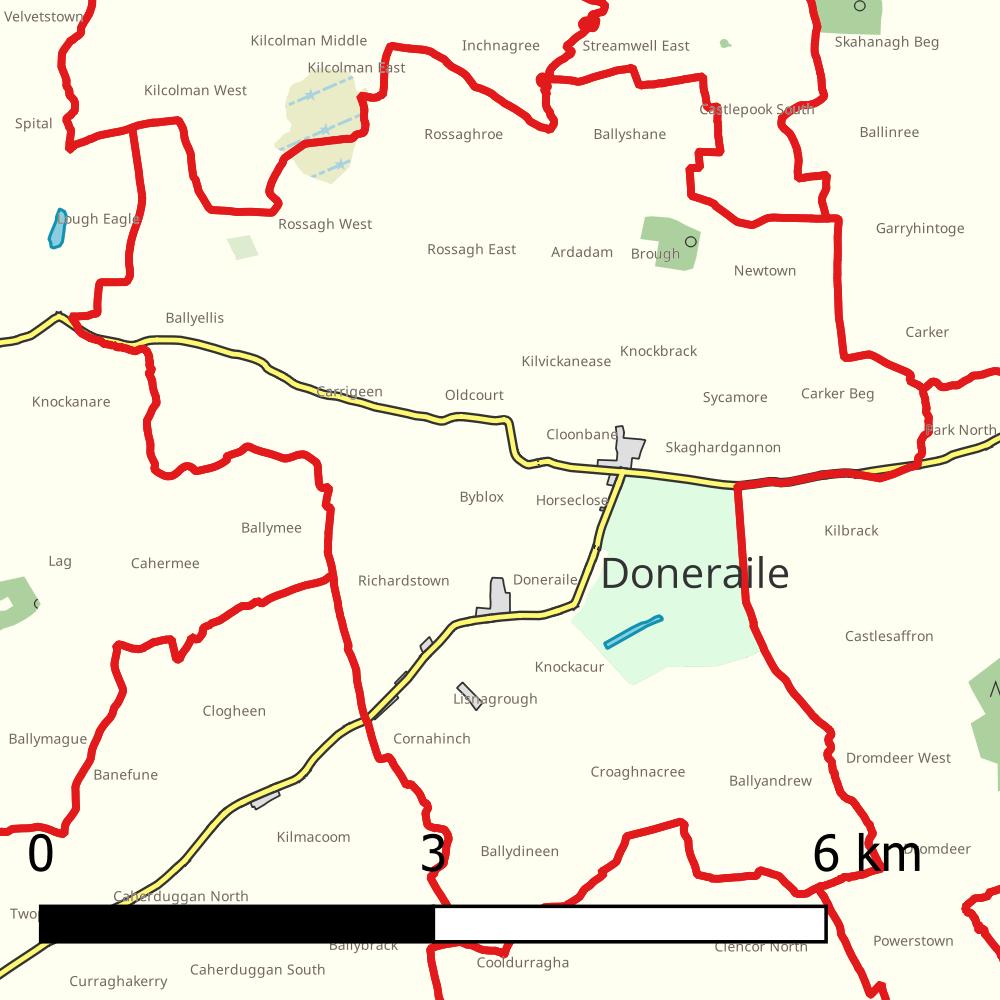 Velvetstown
Kilcolman Middle
Inchnagree
Streamwell East
Skahanagh Beg
Kilcolman East
Kilcolman West
Castlepook South
Spital
Rossaghroe
Ballyshane
Ballinree
Lough Eagle
Rossagh West
Garryhintoge
Rossagh East
Ardadam
Brough
Newtown
Ballyellis
Carker
Kilvickanease
Knockbrack
Carrigeen
Oldcourt
Sycamore
Carker Beg
Knockanare
Cloonbane
Skaghardgannon
Park North
Byblox
Horseclose
Ballymee
Kilbrack
Lag
Cahermee
Richardstown
Doneraile
Doneraile
Castlesaffron
Knockacur
Lisnagrough
Clogheen
Ballymague
Cornahinch
Banefune
Croaghnacree
Ballyandrew
Dromdeer West
Kilmacoom
Ballydineen
Dromdeer
0
3
6 km
Caherduggan North
Ballybrack
Clencor North
Powerstown
Caherduggan South
Cooldurragha
Curraghakerry